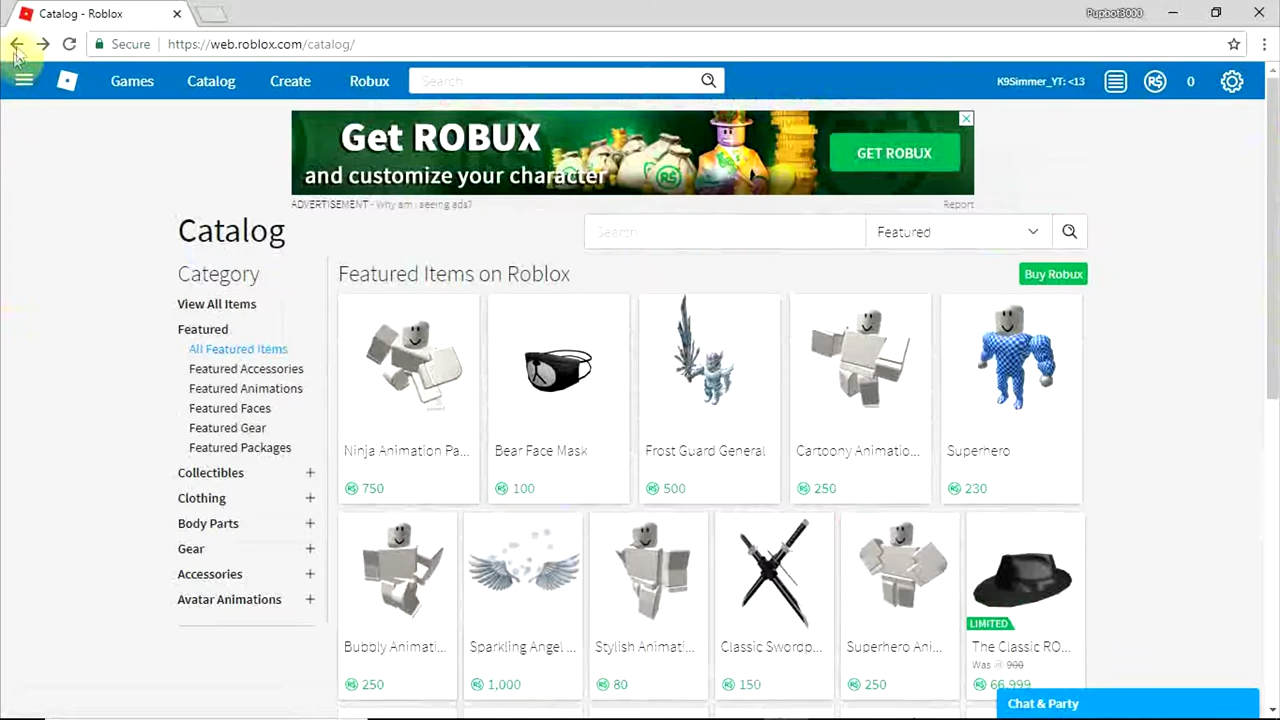 Catalog - Roblox
Pupbot3000
Secure
https://web.roblox.com/catalog/
Games
Catalog
Create
Robux
Search
K9Simmer_YT: <13
0
Get ROBUX
and customize your character
GET ROBUX
ADVERTISEMENT - Why am I seeing ads?
Report
Catalog
Search
Featured
Category
Featured Items on Roblox
Buy Robux
View All Items
Featured
All Featured Items
Featured Accessories
Featured Animations
Featured Faces
Featured Gear
Featured Packages
Collectibles +
Clothing +
Body Parts +
Gear +
Accessories +
Avatar Animations +
Ninja Animation Pa...
Bear Face Mask
Frost Guard General
Cartoony Animatio...
Superhero
R$ 750
R$ 100
R$ 500
R$ 250
R$ 230
LIMITED
Bubbly Animati...
Sparkling Angel ...
Stylish Animati...
Classic Swordp...
Superhero Ani...
The Classic RO...
Was 900
R$ 250
R$ 1,000
R$ 80
R$ 150
R$ 250
R$ 66,999
Chat & Party